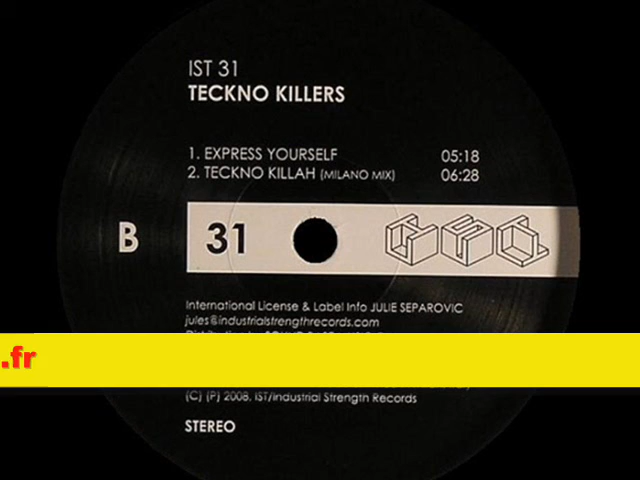 IST 31
TECKNO KILLERS
1. EXPRESS YOURSELF 05:18
2. TECKNO KILLAH (MILANO MIX) 06:28
B 31
International License & Label Info JULIE SEPAROVIC
jules@industrialstrengthrecords.com
.fr
(C) (P) 2008. IST/Industrial Strength Records
STEREO